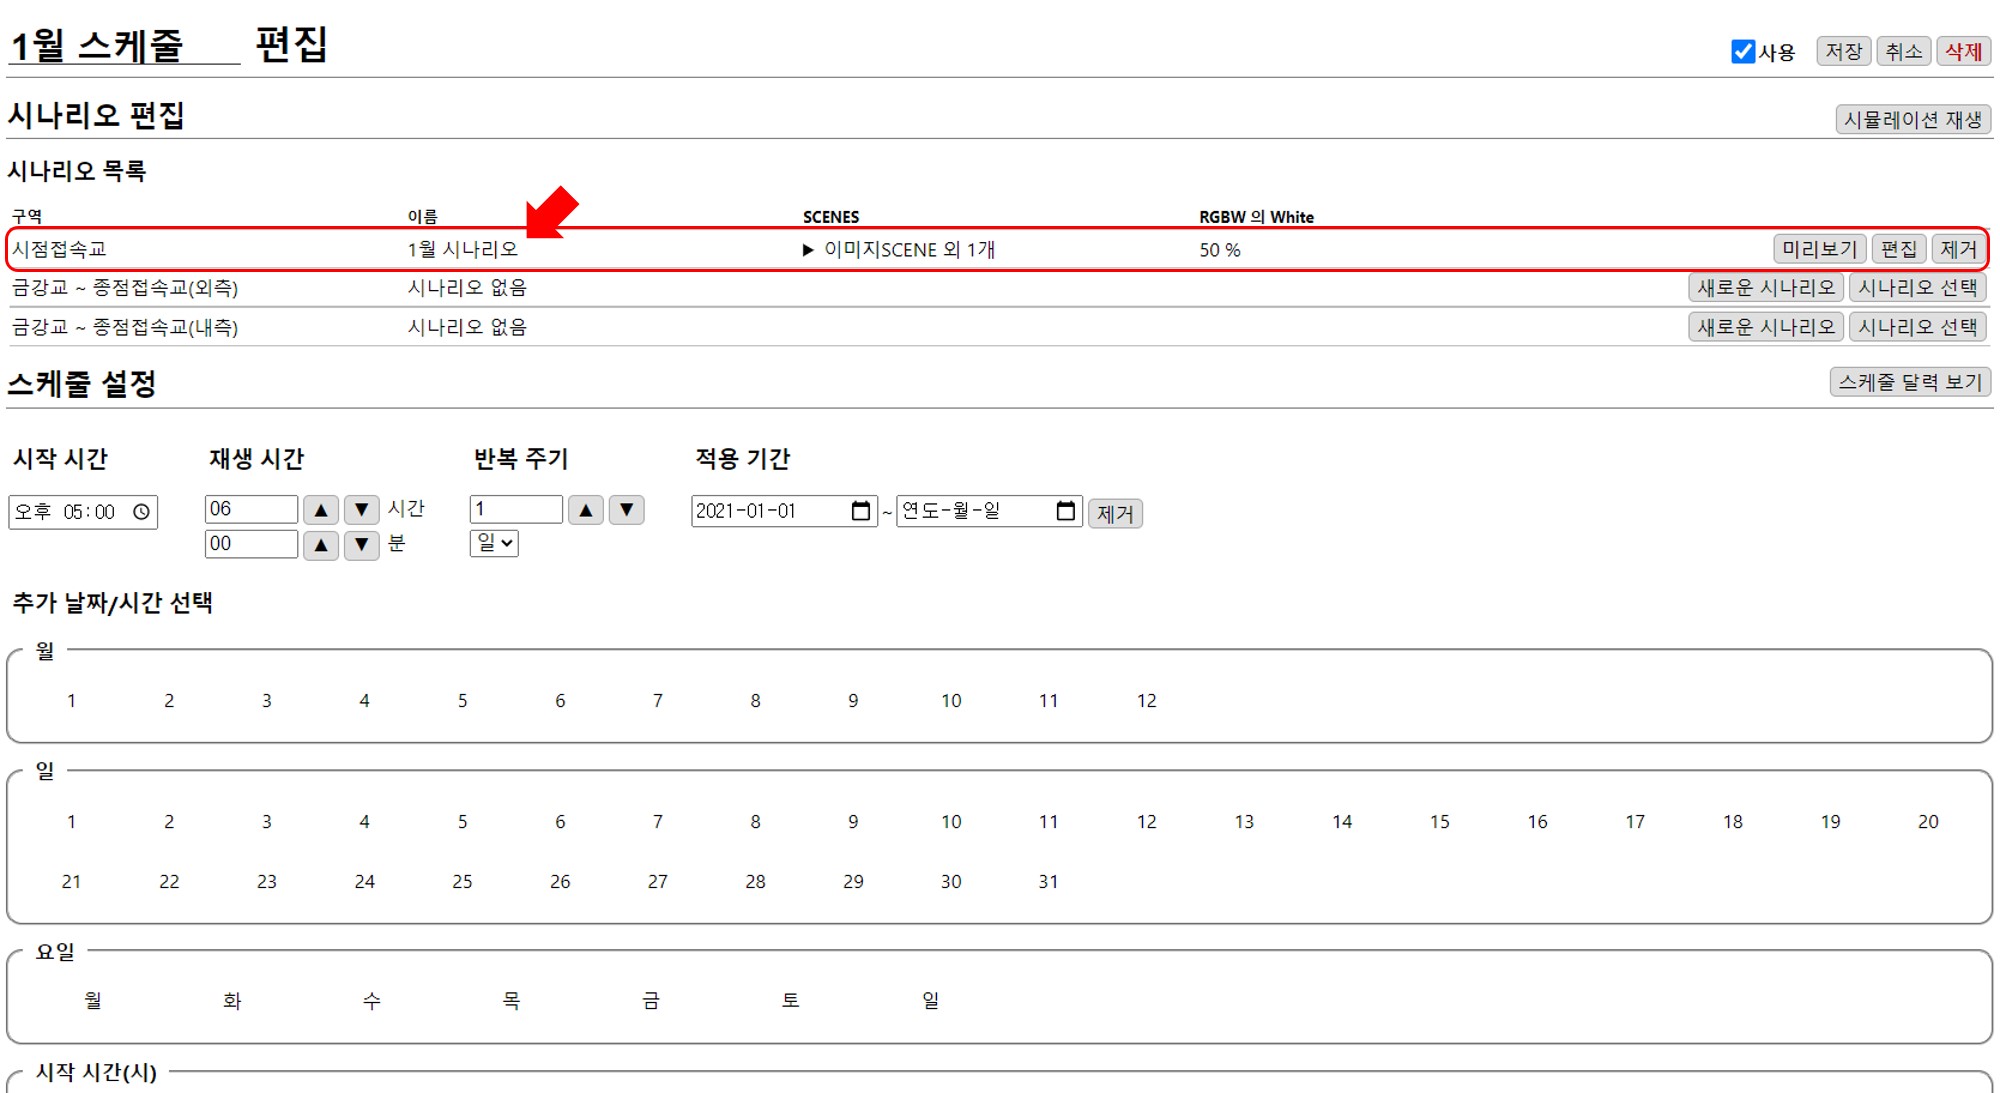 1월 스케줄 편집
사용 저장 취소 삭제
시나리오 편집 시뮬레이션 재생
시나리오 목록
구역 이름 SCENES RGBW 의 White
시점접속교 1월 시나리오 ▶ 이미지SCENE 외 1개 50 % 미리보기 편집 제거
금강교 ~ 종점접속교(외측) 시나리오 없음 새로운 시나리오 시나리오 선택
금강교 ~ 종점접속교(내측) 시나리오 없음 새로운 시나리오 시나리오 선택
스케줄 설정 스케줄 달력 보기
시작 시간 재생 시간 반복 주기 적용 기간
오후 05:00 06 ▲ ▼ 시간 1 ▲ ▼ 2021-01-01 ~ 연도-월-일 제거
00 ▲ ▼ 분 일
추가 날짜/시간 선택
월
1 2 3 4 5 6 7 8 9 10 11 12
일
1 2 3 4 5 6 7 8 9 10 11 12 13 14 15 16 17 18 19 20
21 22 23 24 25 26 27 28 29 30 31
요일
월 화 수 목 금 토 일
시작 시간(시)